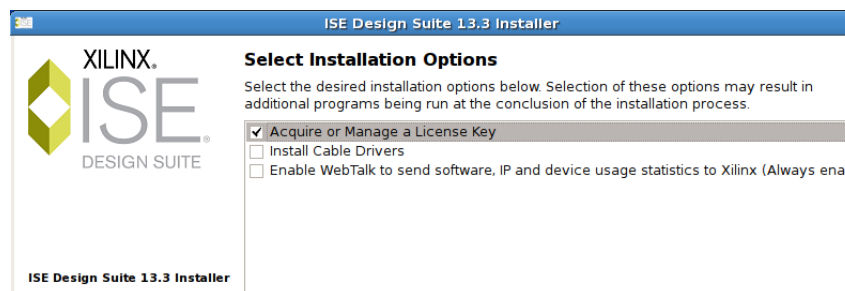 ISE Design Suite 13.3 Installer
XILINX.
ISE
DESIGN SUITE
ISE Design Suite 13.3 Installer
Select Installation Options
Select the desired installation options below. Selection of these options may result in
additional programs being run at the conclusion of the installation process.
Acquire or Manage a License Key
Install Cable Drivers
Enable WebTalk to send software, IP and device usage statistics to Xilinx (Always ena